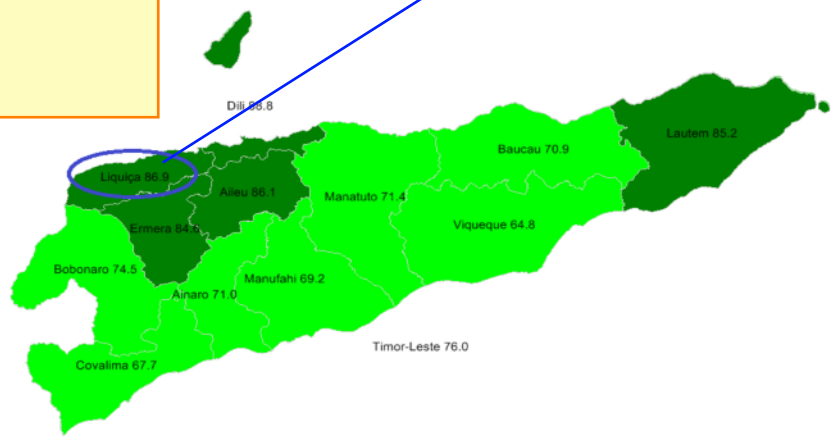 Dili 88.8
Lautem 85.2
Baucau 70.9
Liquiça 86.9
Aileu 86.1
Manatuto 71.4
Ermera 84.6
Viqueque 64.8
Bobonaro 74.5
Manufahi 69.2
Ainaro 71.0
Timor-Leste 76.0
Covalima 67.7